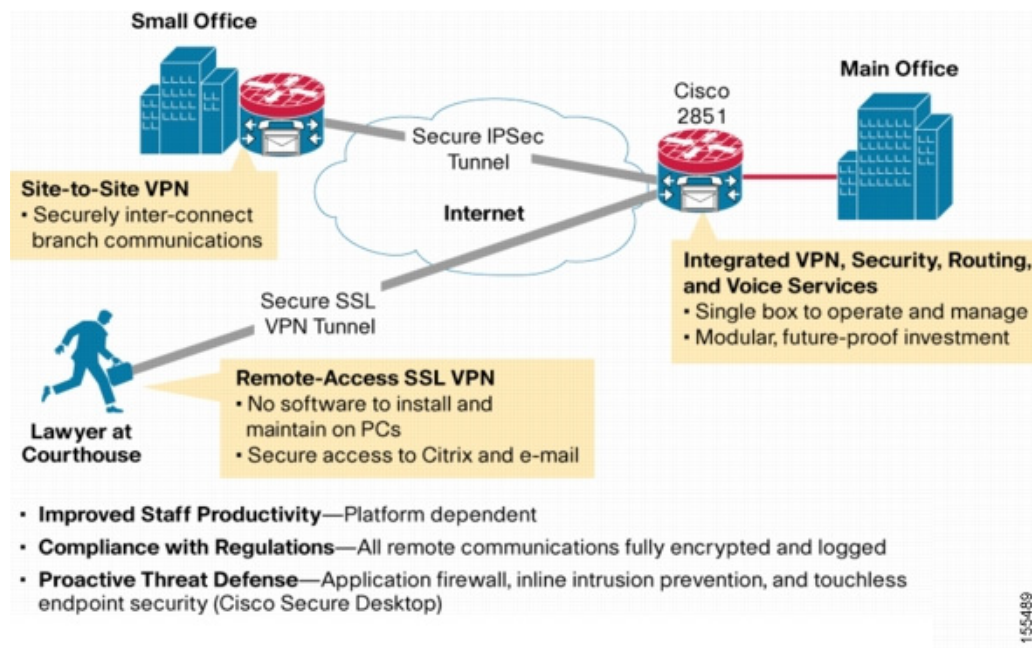 Small Office
Main Office
Cisco
2851
Secure IPSec
Tunnel
Internet
Site-to-Site VPN
• Securely inter-connect
branch communications
Integrated VPN, Security, Routing,
and Voice Services
• Single box to operate and manage
• Modular, future-proof investment
Secure SSL
VPN Tunnel
Remote-Access SSL VPN
• No software to install and
maintain on PCs
• Secure access to Citrix and e-mail
Lawyer at
Courthouse
• Improved Staff Productivity—Platform dependent
• Compliance with Regulations—All remote communications fully encrypted and logged
• Proactive Threat Defense—Application firewall, inline intrusion prevention, and touchless
endpoint security (Cisco Secure Desktop)
155489